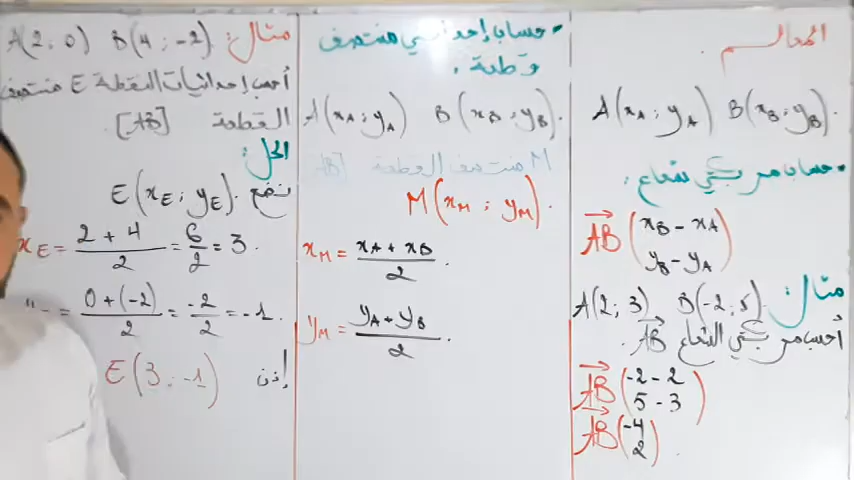 المعالم
A(xA ; yA) B(xB ; yB).
• حساب مركبتي شعاع :
AB (xB - xA
yB - yA)
مثال :
A(2 ; 3) B(-2 ; 5)
أحسب مركبتي الشعاع AB.
AB (-2 - 2
5 - 3)
AB (-4
2).
• حساب إحداثيي منتصف
قطعة .
A(xA ; yA) B(xB ; yB).
M منتصف القطعة [AB]
M(xM ; yM).
xM = xA + xB / 2 .
yM = yA + yB / 2 .
مثال : A(2 ; 0) B(4 ; -2)
أحسب إحداثيات النقطة E منتصف
القطعة [AB].
الحل :
نضع E(xE ; yE).
xE = 2 + 4 / 2 = 6 / 2 = 3 .
= 0 + (-2) / 2 = -2 / 2 = -1 .
إذن E(3 ; -1)